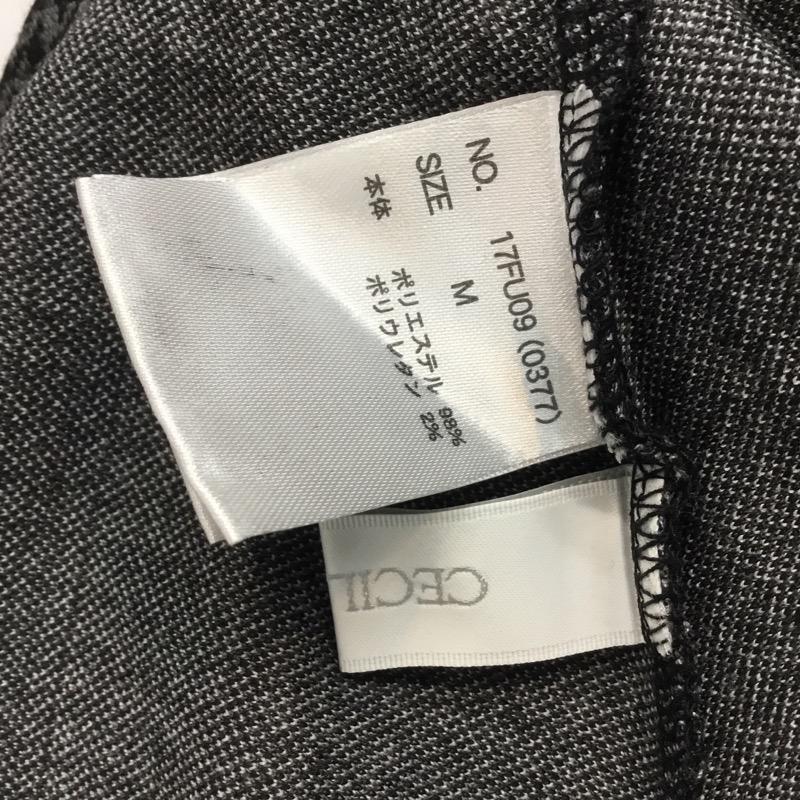 NO. 17FU09 (0377)
SIZE M
本体 ポリエステル 98%
ポリウレタン 2%
CECIL